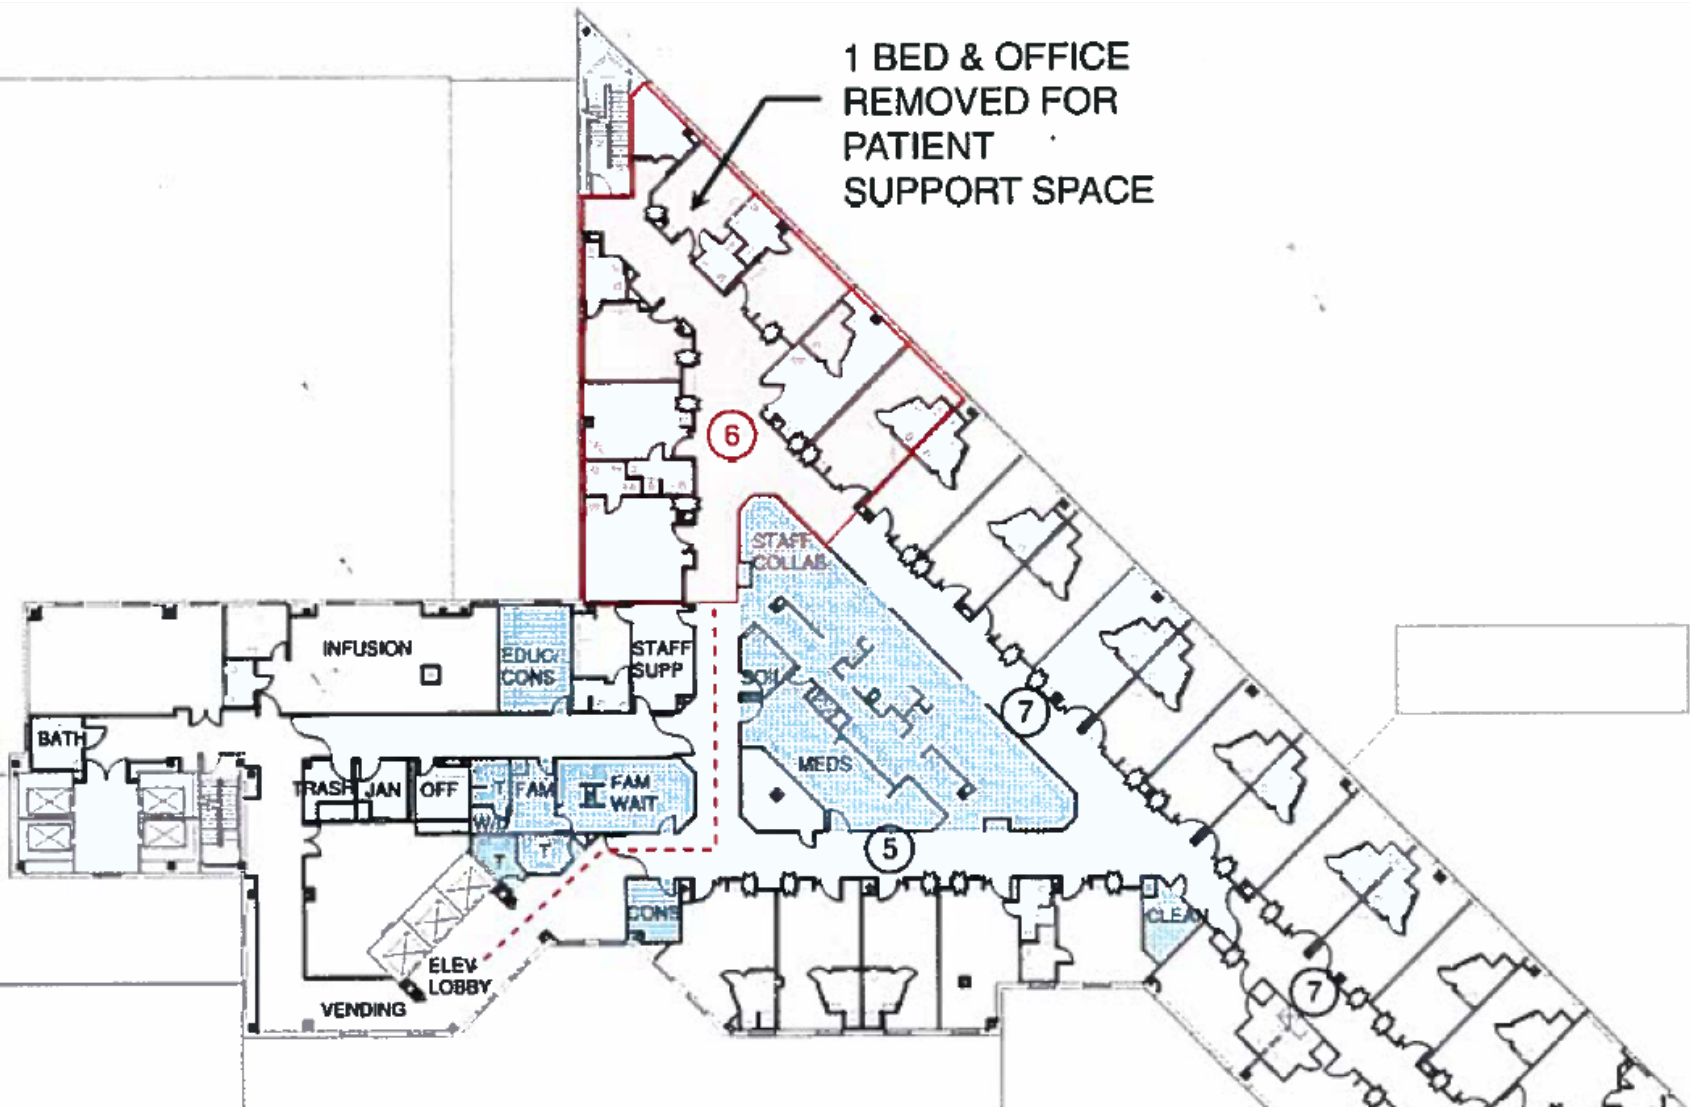 1 BED & OFFICE
REMOVED FOR
PATIENT
SUPPORT SPACE
6
STAFF
COLLAB
INFUSION
EDUC/
CONS
STAFF
SUPP
SOIL
7
BATH
MEDS
TRASH
JAN
OFF
T
FAM
FAM
WAIT
W/D
T
T
5
CONS
CLEAN
ELEV
LOBBY
VENDING
7